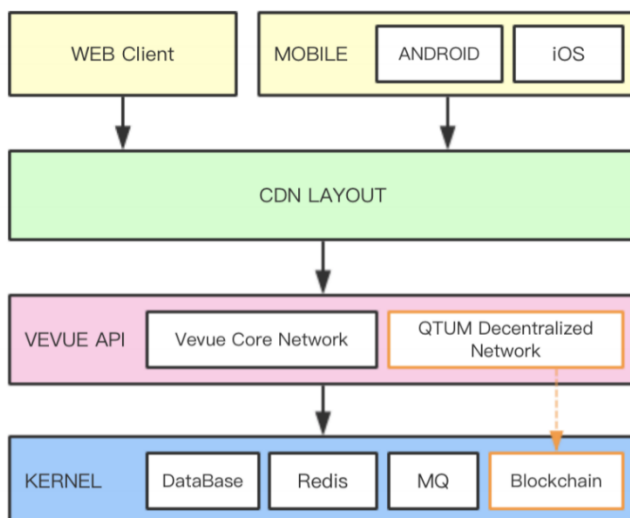 WEB Client
MOBILE
ANDROID
iOS
CDN LAYOUT
VEVUE API
Vevue Core Network
QTUM Decentralized
Network
KERNEL
DataBase
Redis
MQ
Blockchain